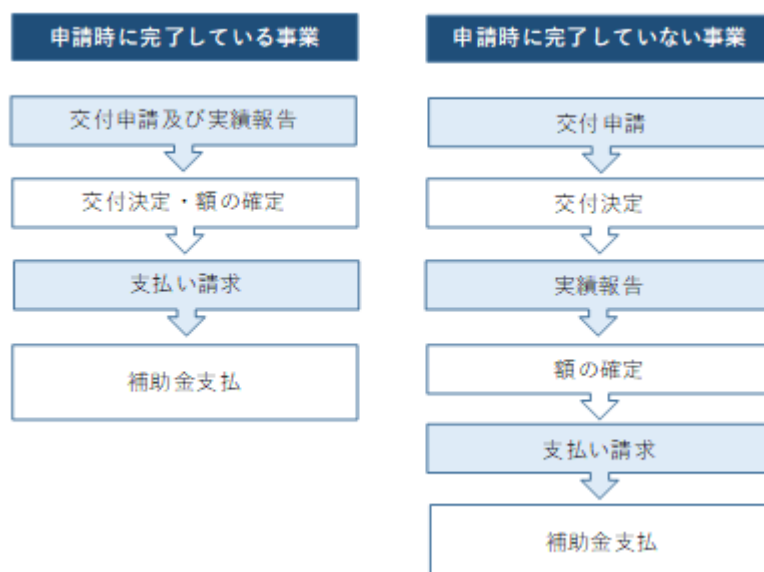 申請時に完了している事業
交付申請及び実績報告
交付決定・額の確定
支払い請求
補助金支払
申請時に完了していない事業
交付申請
交付決定
実績報告
額の確定
支払い請求
補助金支払